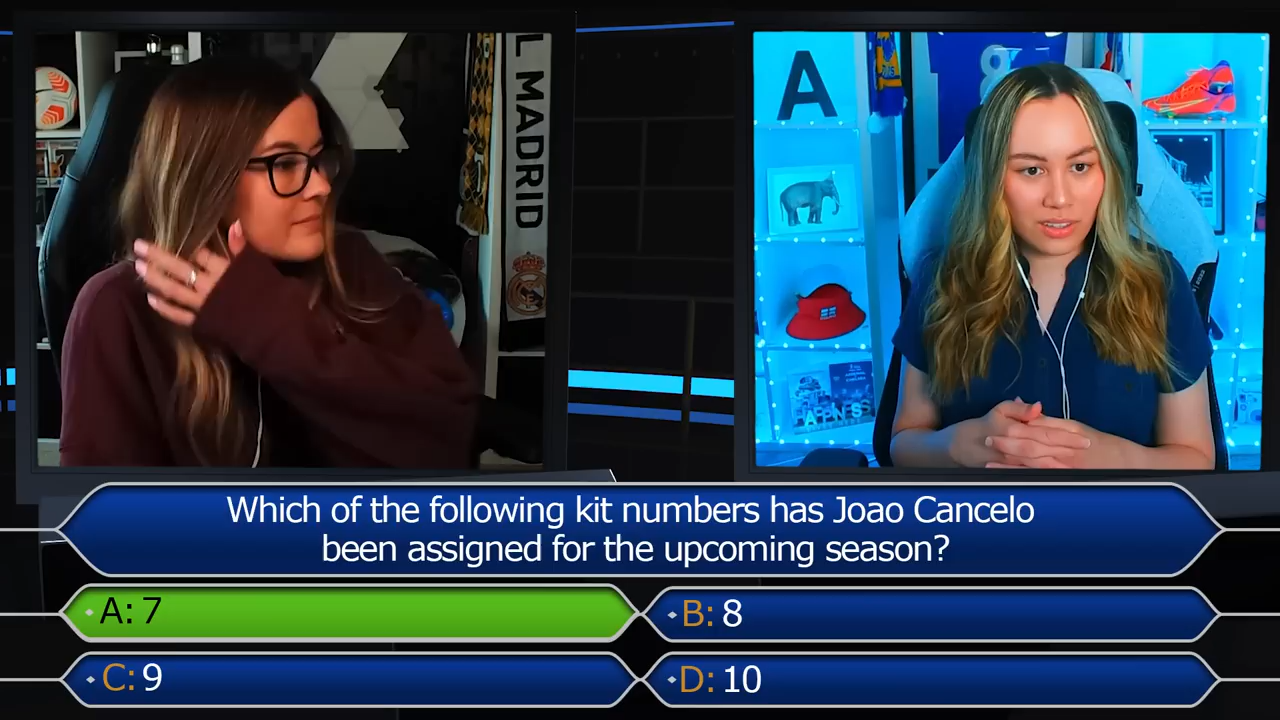 A
8
L MADRID
Which of the following kit numbers has Joao Cancelo
been assigned for the upcoming season?
A: 7
B: 8
C: 9
D: 10